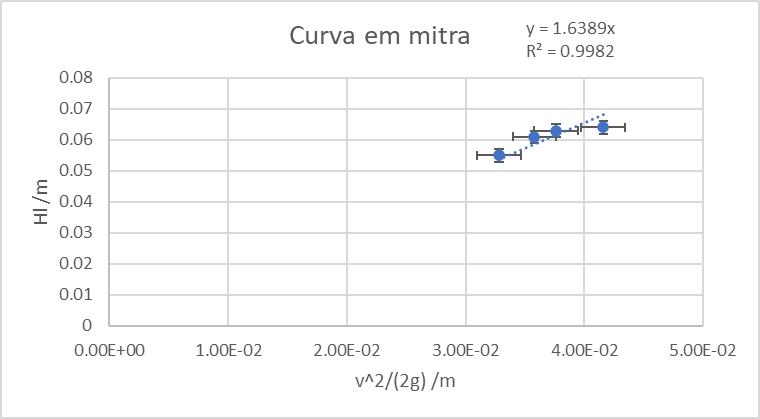 Curva em mitra
y = 1.6389x
R² = 0.9982
0.08
0.07
0.06
0.05
0.04
0.03
0.02
0.01
0
Hl /m
0.00E+00 1.00E-02 2.00E-02 3.00E-02 4.00E-02 5.00E-02
v^2/(2g) /m